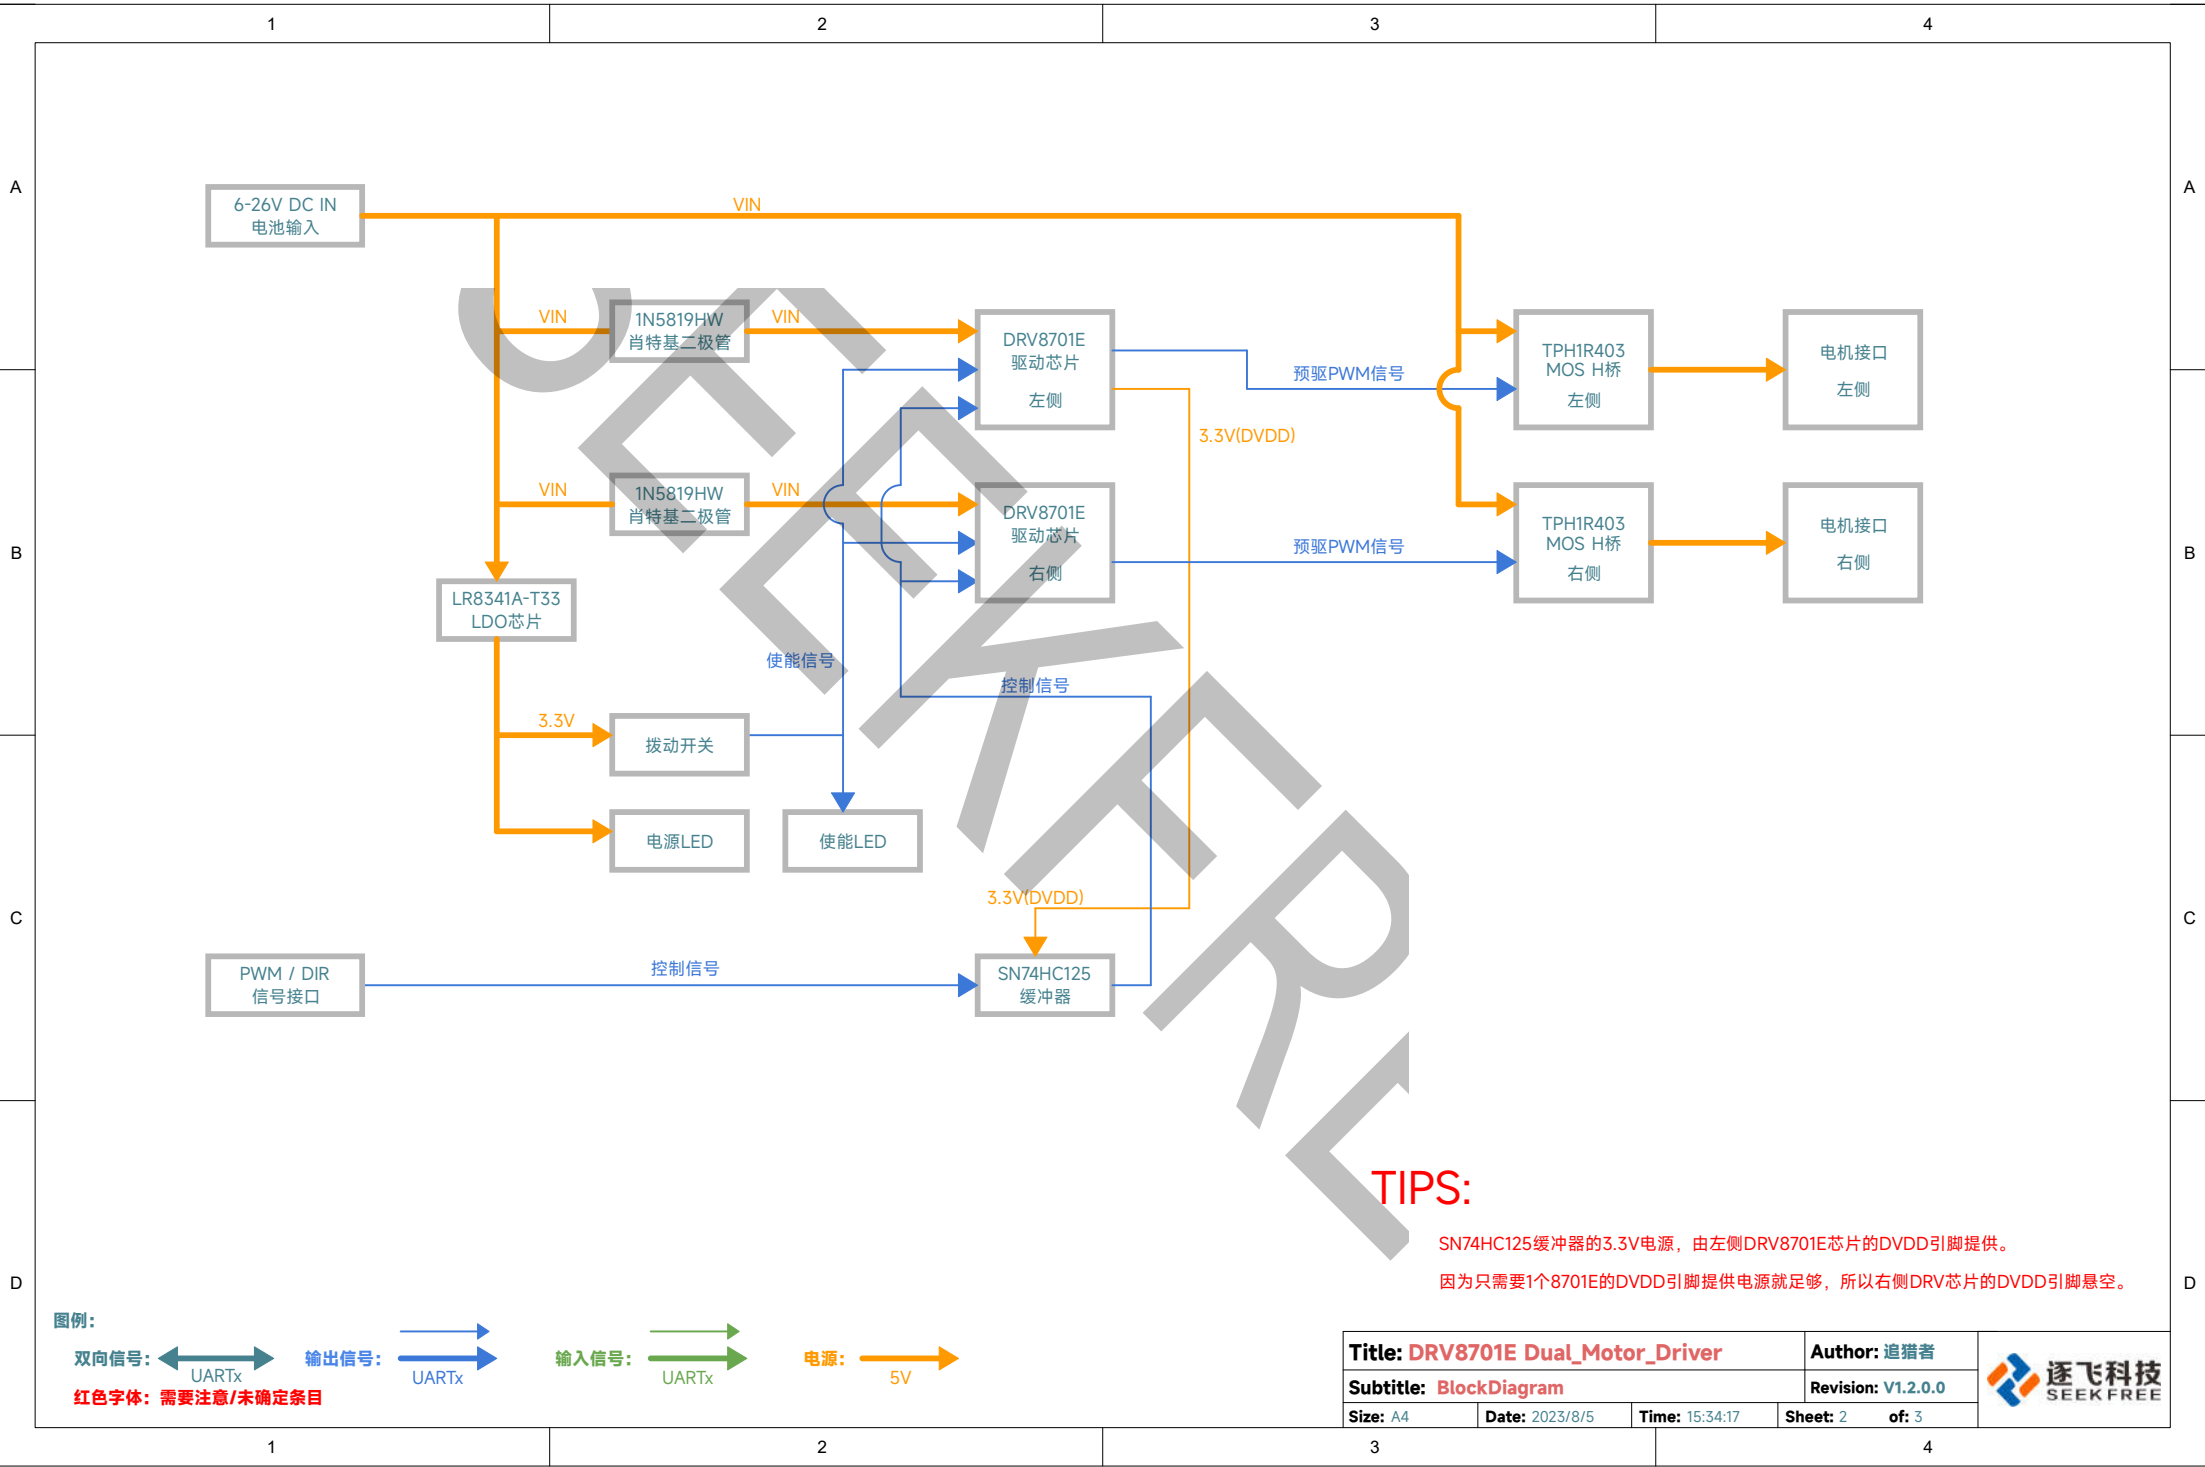 1
2
3
4
A
A
6-26V DC IN
电池输入
VIN
VIN
1N5819HW
肖特基二极管
VIN
DRV8701E
驱动芯片
左侧
预驱PWM信号
TPH1R403
MOS H桥
左侧
电机接口
左侧
3.3V(DVDD)
VIN
1N5819HW
肖特基二极管
VIN
DRV8701E
驱动芯片
右侧
预驱PWM信号
TPH1R403
MOS H桥
右侧
电机接口
右侧
B
B
LR8341A-T33
LDO芯片
使能信号
控制信号
3.3V
拨动开关
电源LED
使能LED
3.3V(DVDD)
C
C
PWM / DIR
信号接口
控制信号
SN74HC125
缓冲器
SEEKFR
TIPS:
SN74HC125缓冲器的3.3V电源，由左侧DRV8701E芯片的DVDD引脚提供。
因为只需要1个8701E的DVDD引脚提供电源就足够，所以右侧DRV芯片的DVDD引脚悬空。
D
D
图例：
双向信号： UARTx
输出信号： UARTx
输入信号： UARTx
电源： 5V
红色字体：需要注意/未确定条目
Title: DRV8701E Dual_Motor_Driver
Author: 追猎者
Subtitle: BlockDiagram
Revision: V1.2.0.0
Size: A4
Date: 2023/8/5
Time: 15:34:17
Sheet: 2 of: 3
逐飞科技
SEEKFREE
1
2
3
4